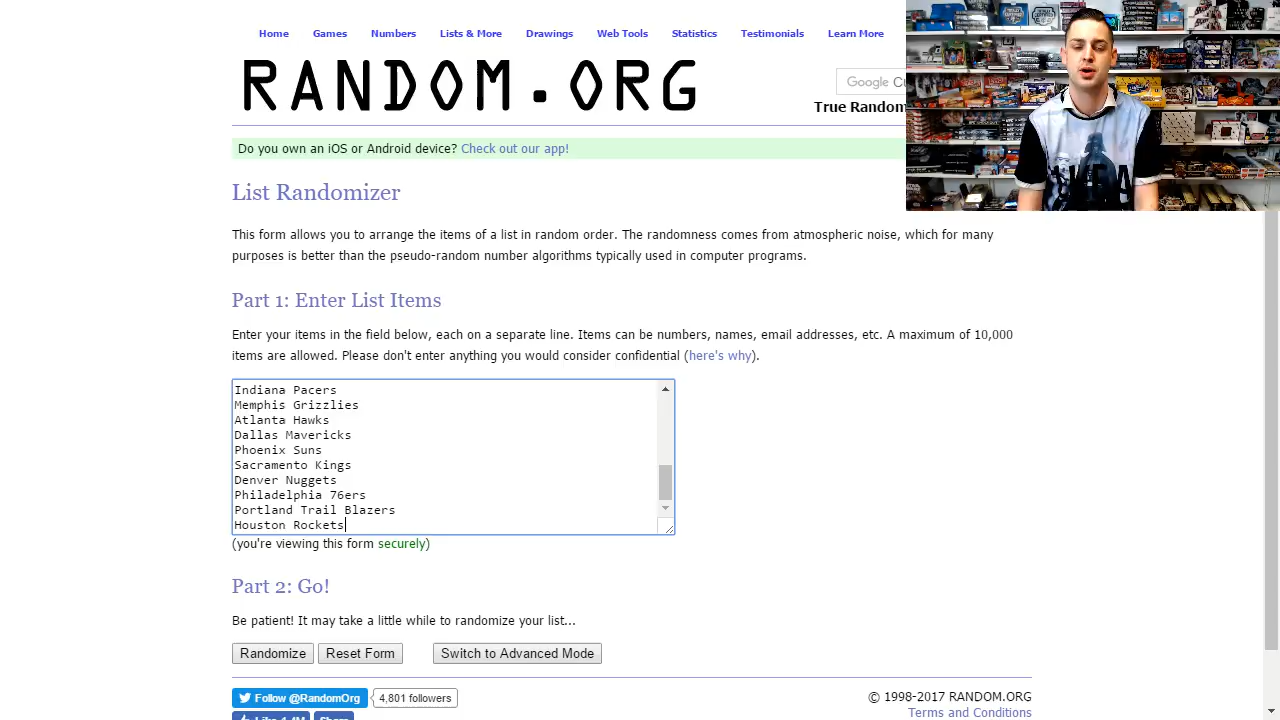 Home Games Numbers Lists & More Drawings Web Tools Statistics Testimonials Learn More
RANDOM.ORG
Google
True Random
Do you own an iOS or Android device? Check out our app!
List Randomizer
This form allows you to arrange the items of a list in random order. The randomness comes from atmospheric noise, which for many
purposes is better than the pseudo-random number algorithms typically used in computer programs.
Part 1: Enter List Items
Enter your items in the field below, each on a separate line. Items can be numbers, names, email addresses, etc. A maximum of 10,000
items are allowed. Please don't enter anything you would consider confidential (here's why).
Indiana Pacers
Memphis Grizzlies
Atlanta Hawks
Dallas Mavericks
Phoenix Suns
Sacramento Kings
Denver Nuggets
Philadelphia 76ers
Portland Trail Blazers
Houston Rockets
(you're viewing this form securely)
Part 2: Go!
Be patient! It may take a little while to randomize your list...
Randomize Reset Form Switch to Advanced Mode
Follow @RandomOrg 4,801 followers
© 1998-2017 RANDOM.ORG
Terms and Conditions